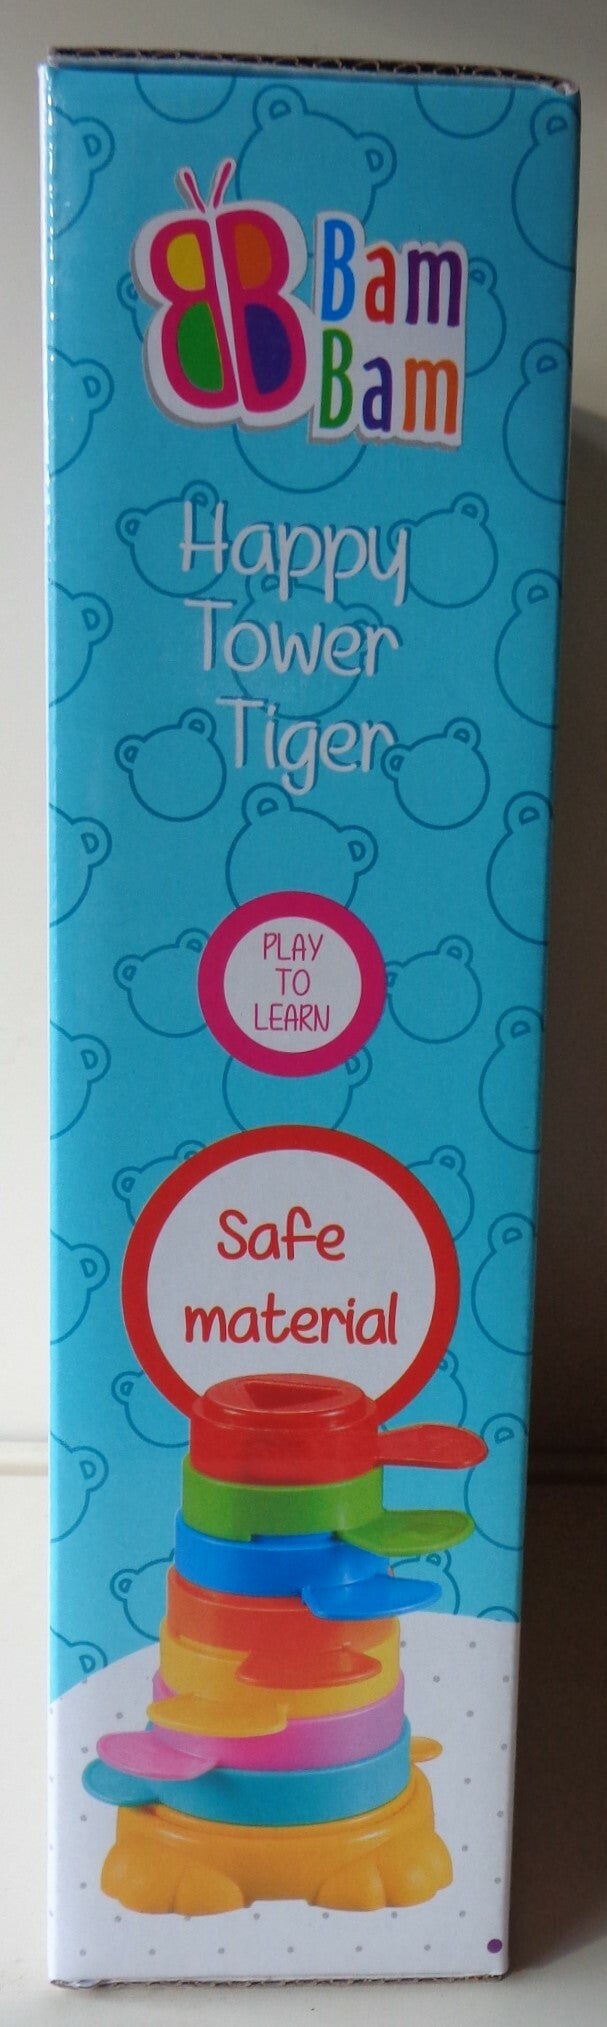 Bam
Bam
Happy
Tower
Tiger
PLAY
TO
LEARN
Safe
material